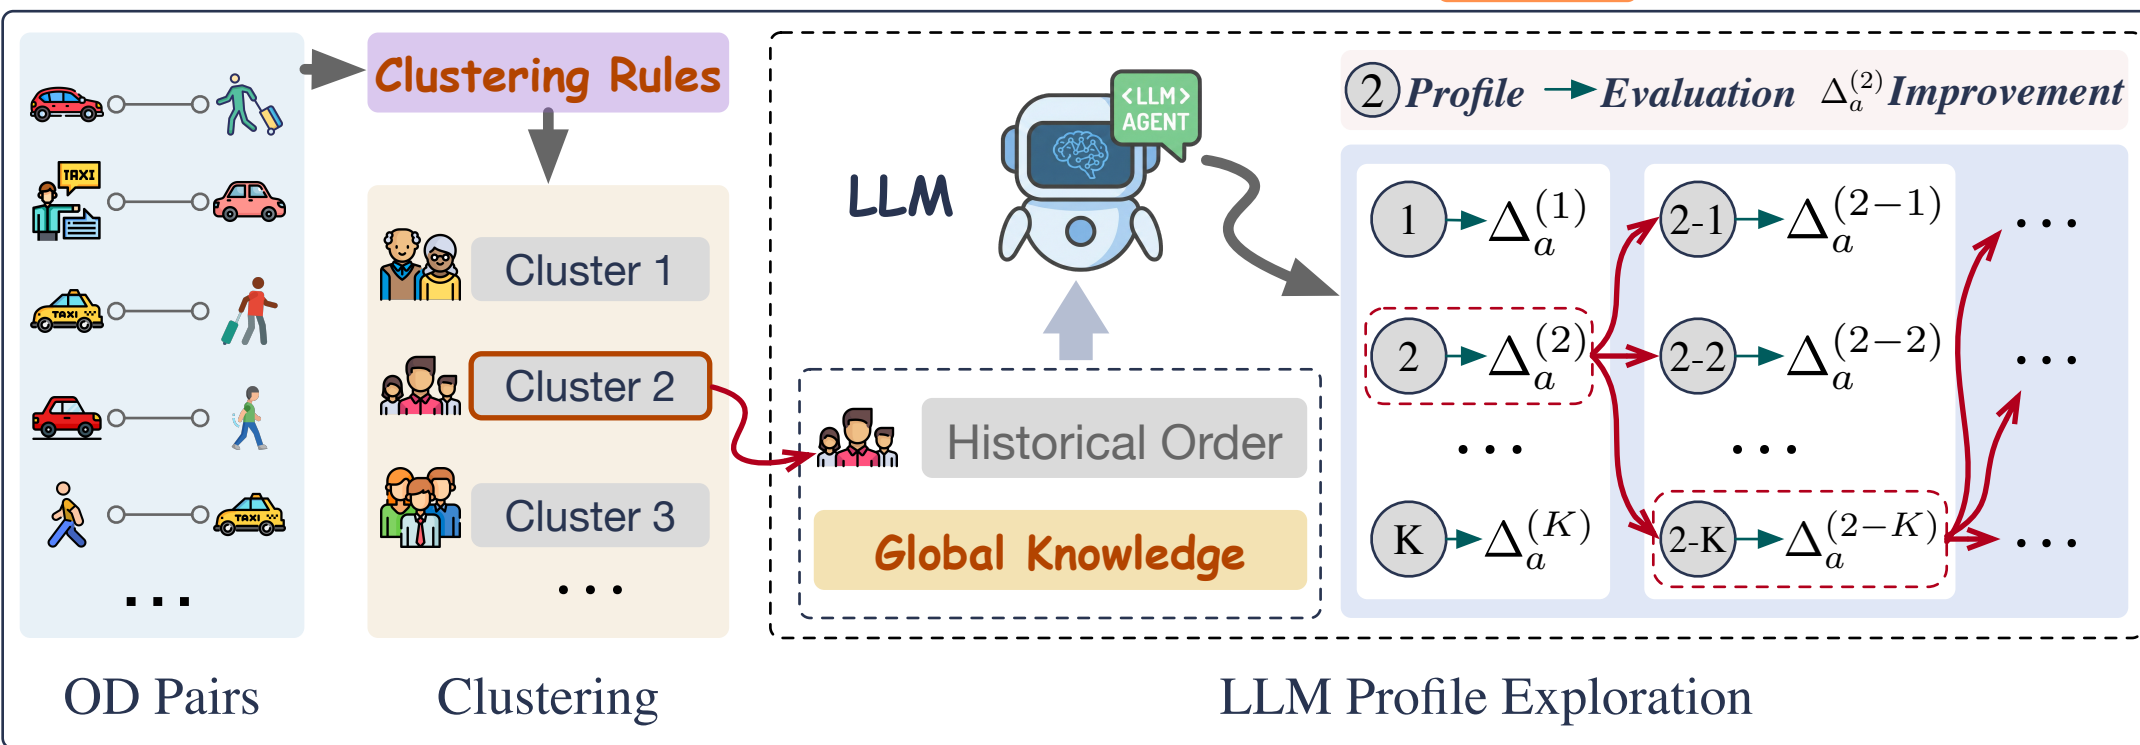 Clustering Rules
TAXI
TAXI
TAXI
Cluster 1
Cluster 2
Cluster 3
...
...
OD Pairs
Clustering
LLM
<LLM>
AGENT
Historical Order
Global Knowledge
2 Profile → Evaluation Δ_a^(2) Improvement
1 → Δ_a^(1)
2-1 → Δ_a^(2−1)
...
2 → Δ_a^(2)
2-2 → Δ_a^(2−2)
...
...
...
K → Δ_a^(K)
2-K → Δ_a^(2−K)
...
LLM Profile Exploration